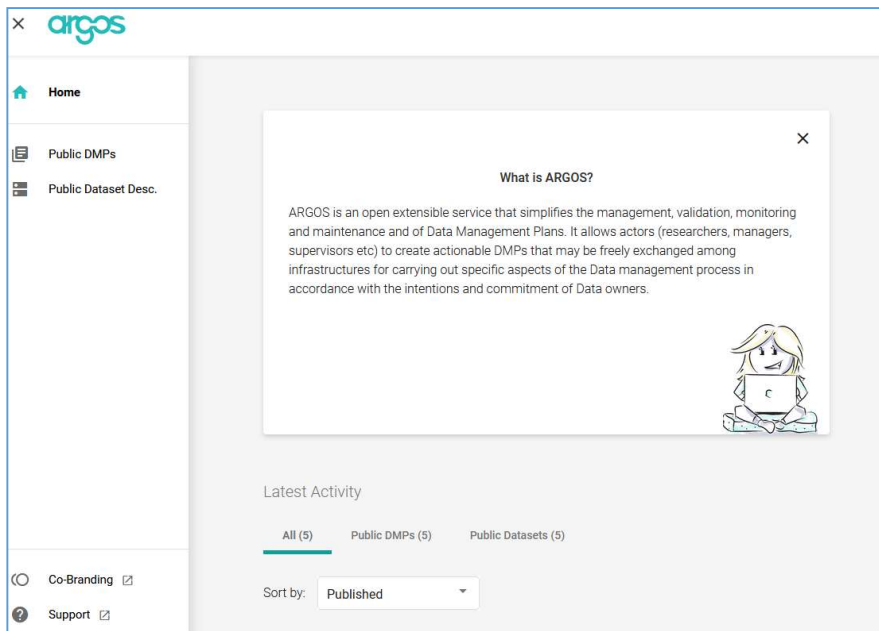 argos
Home
Public DMPs
Public Dataset Desc.
What is ARGOS?
ARGOS is an open extensible service that simplifies the management, validation, monitoring
and maintenance and of Data Management Plans. It allows actors (researchers, managers,
supervisors etc) to create actionable DMPs that may be freely exchanged among
infrastructures for carrying out specific aspects of the Data management process in
accordance with the intentions and commitment of Data owners.
Latest Activity
All (5) Public DMPs (5) Public Datasets (5)
Sort by: Published
Co-Branding
Support